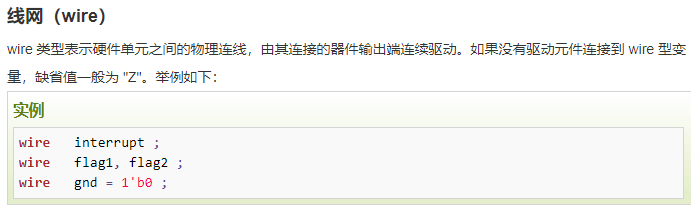 线网（wire）
wire 类型表示硬件单元之间的物理连线，由其连接的器件输出端连续驱动。如果没有驱动元件连接到 wire 型变
量，缺省值一般为 "Z"。举例如下：
实例
wire   interrupt ;
wire   flag1, flag2 ;
wire   gnd = 1'b0 ;